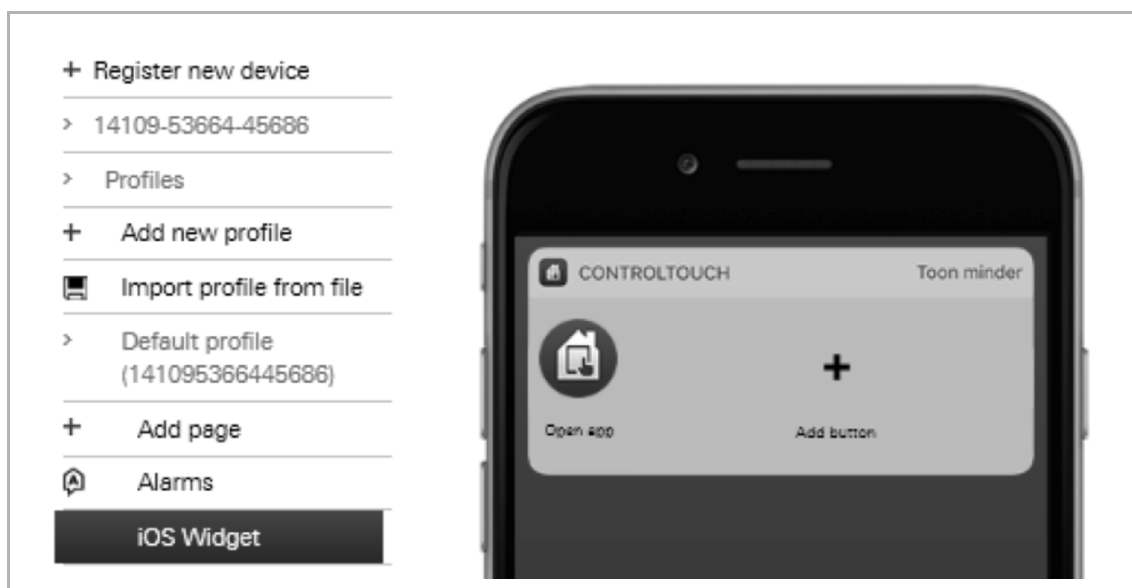 + Register new device
> 14109-53664-45686
> Profiles
+ Add new profile
Import profile from file
> Default profile
(141095366445686)
+ Add page
Alarms
iOS Widget
CONTROLTOUCH Toon minder
+
Open app Add button